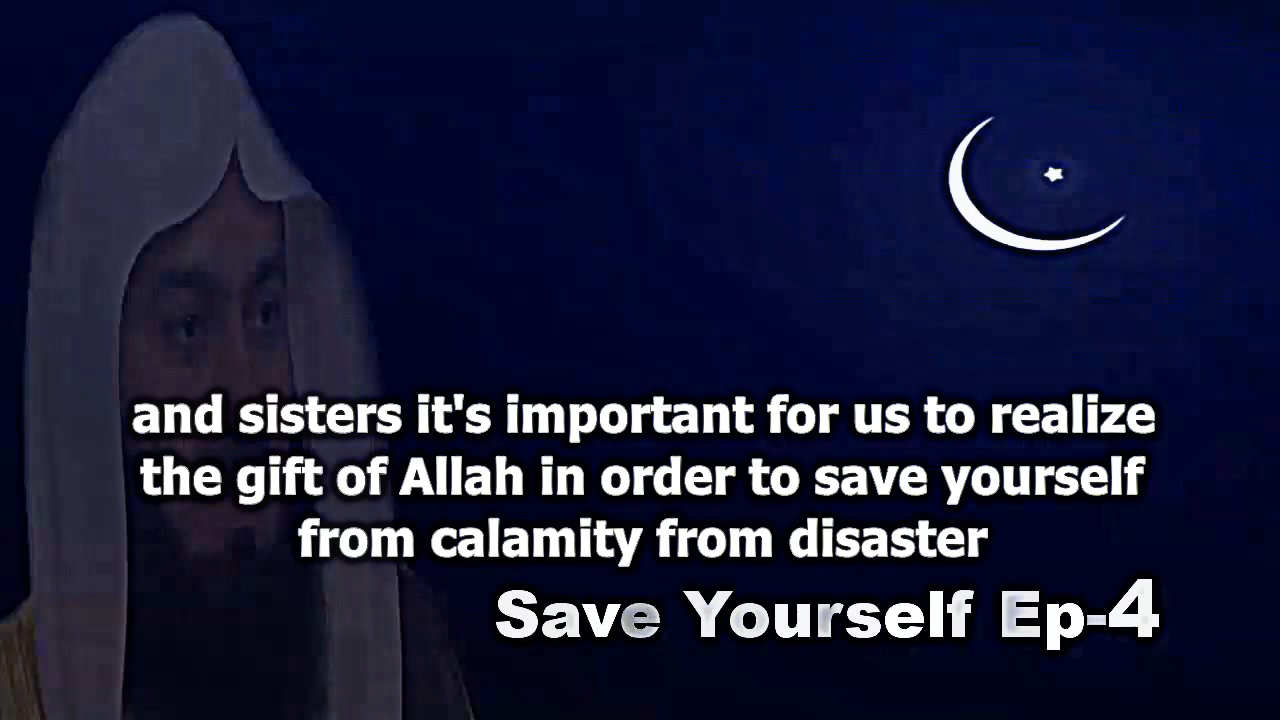 and sisters it's important for us to realize
the gift of Allah in order to save yourself
from calamity from disaster
Save Yourself Ep-4